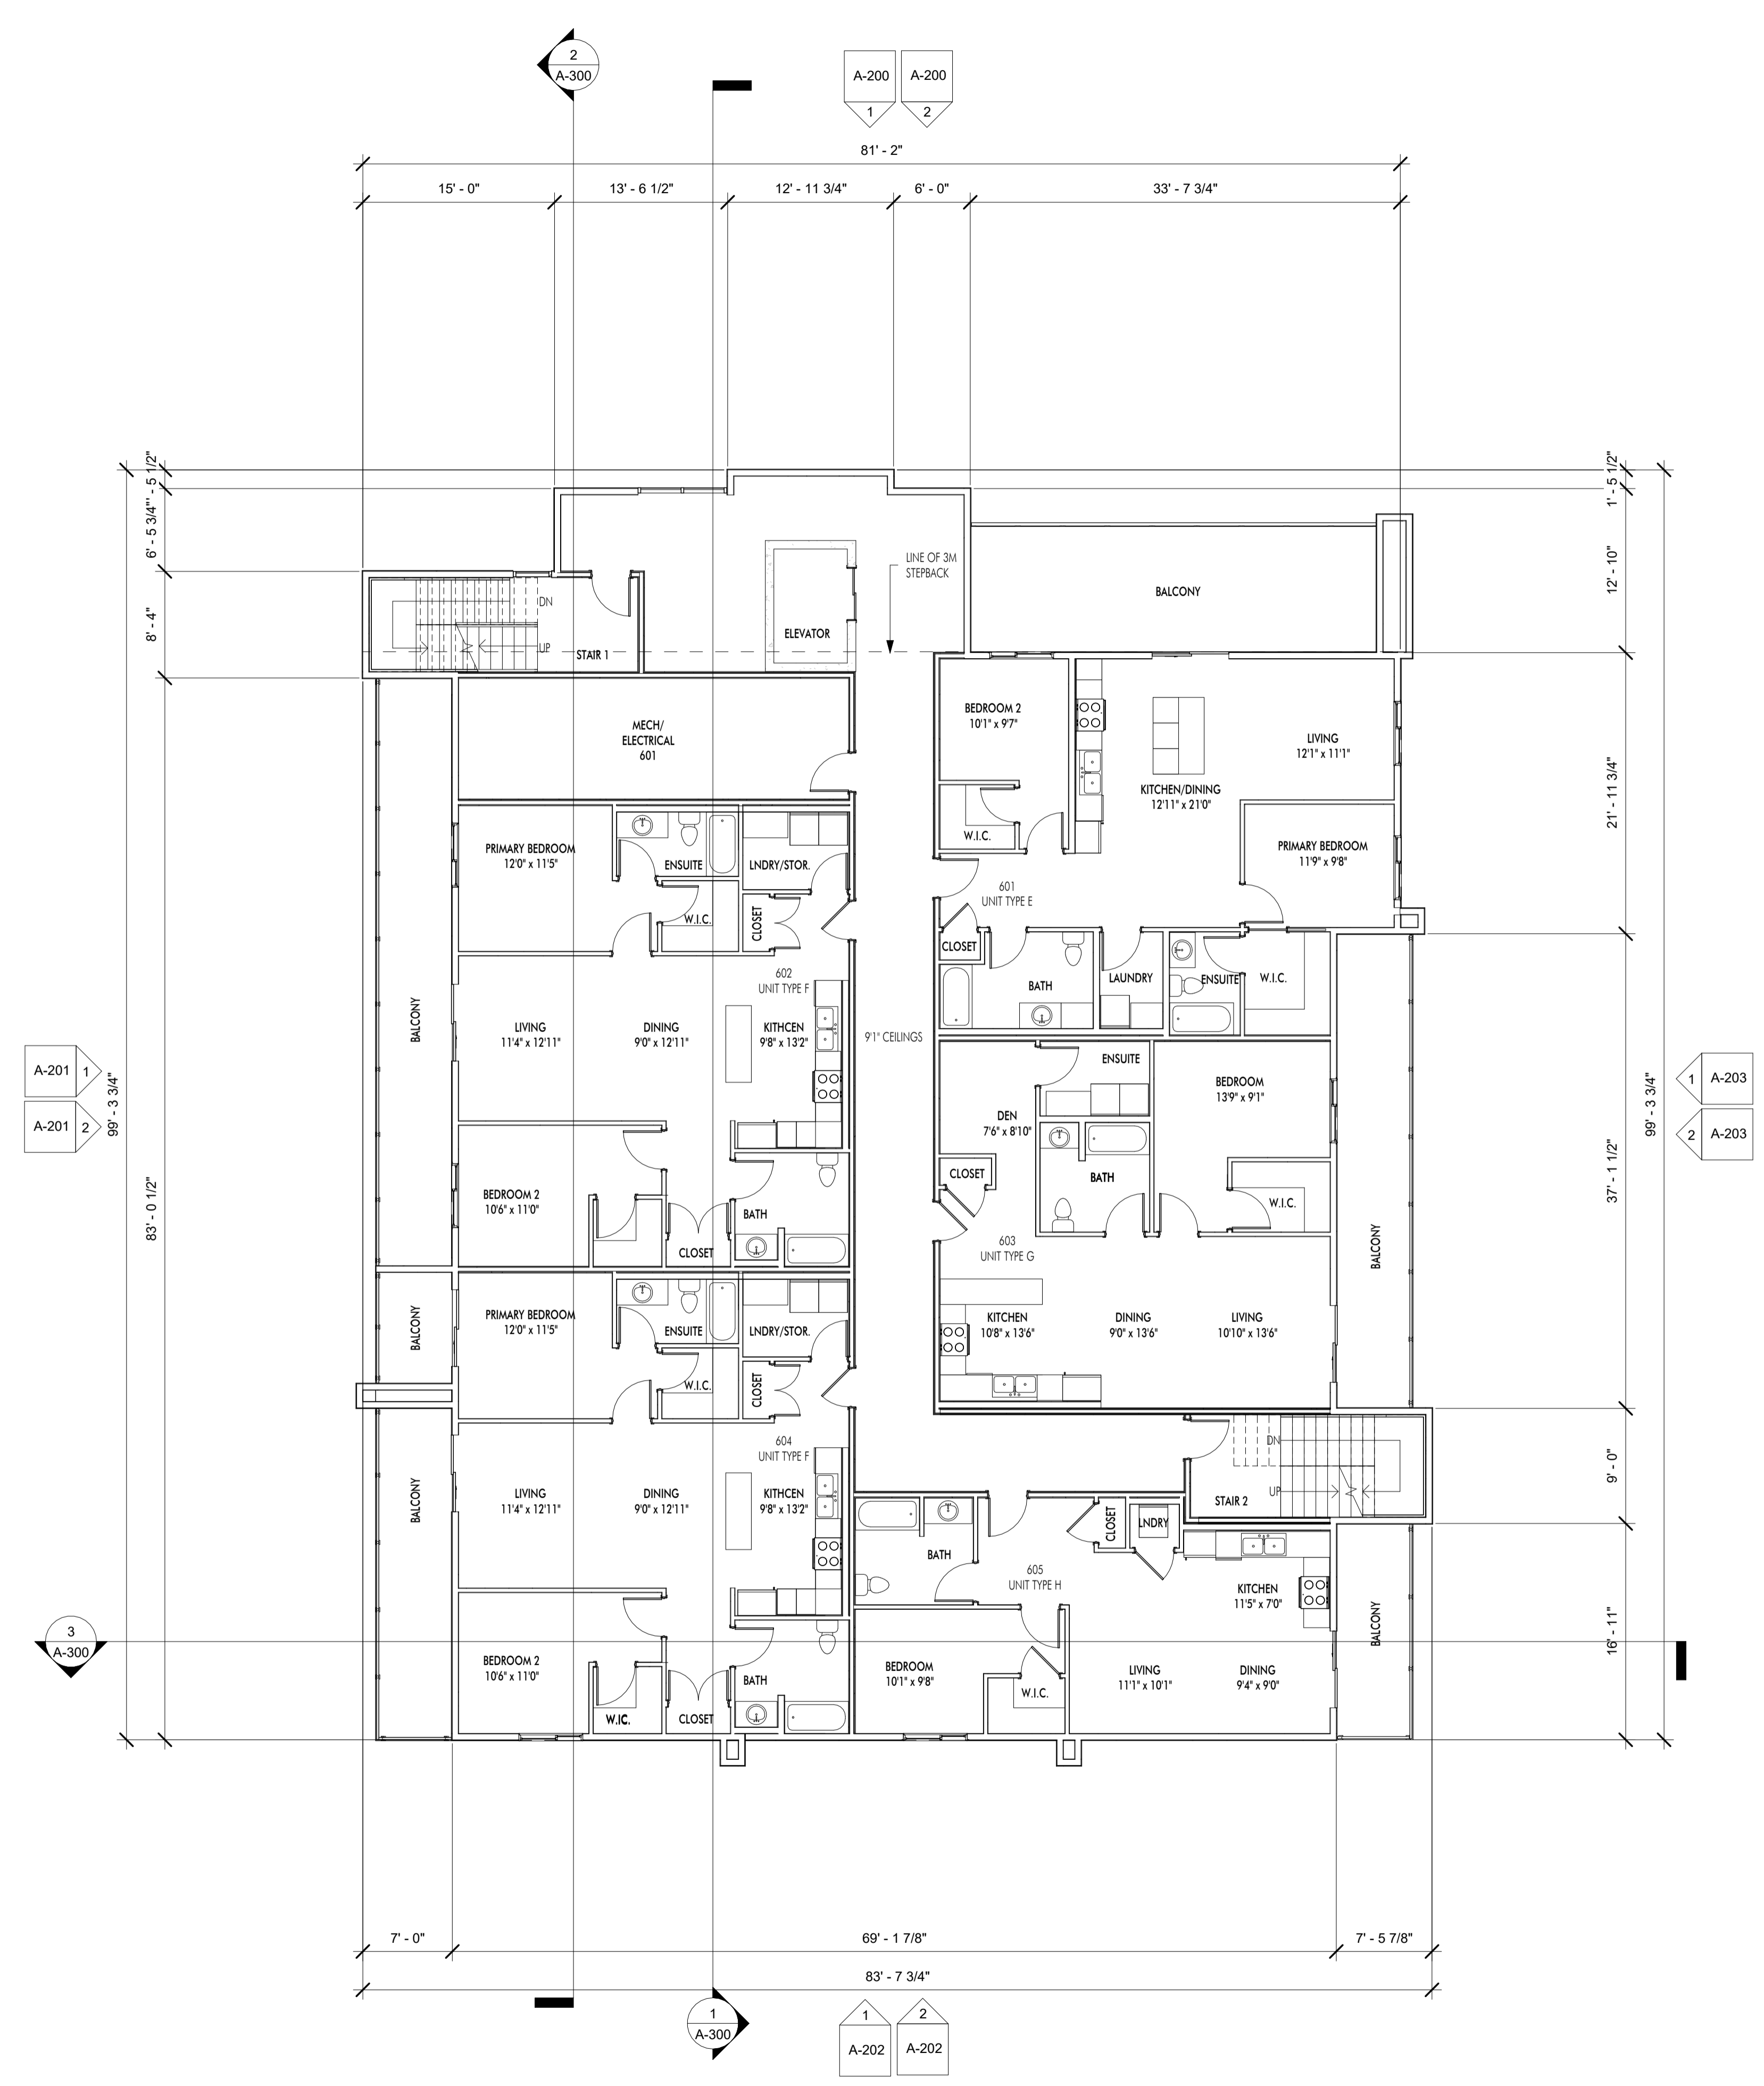 2
A-300
A-200
A-200
1
2
81' - 2"
15' - 0"
13' - 6 1/2"
12' - 11 3/4"
6' - 0"
33' - 7 3/4"
1' - 5 1/2"
6' - 5 3/4"
8' - 4"
83' - 0 1/2"
99' - 3 3/4"
1' - 5 1/2"
12' - 10"
21' - 11 3/4"
37' - 1 1/2"
9' - 0"
16' - 11"
99' - 3 3/4"
LINE OF 3M
STEPBACK
BALCONY
DN
UP
STAIR 1
ELEVATOR
MECH/
ELECTRICAL
601
BEDROOM 2
10'1" x 9'7"
LIVING
12'1" x 11'1"
KITCHEN/DINING
12'11" x 21'0"
W.I.C.
PRIMARY BEDROOM
11'9" x 9'8"
601
UNIT TYPE E
CLOSET
BATH
LAUNDRY
ENSUITE
W.I.C.
PRIMARY BEDROOM
12'0" x 11'5"
ENSUITE
LNDRY/STOR.
W.I.C.
CLOSET
602
UNIT TYPE F
BALCONY
LIVING
11'4" x 12'11"
DINING
9'0" x 12'11"
KITHCEN
9'8" x 13'2"
9'1" CEILINGS
BEDROOM 2
10'6" x 11'0"
BATH
CLOSET
A-201
1
A-201
2
1
A-203
2
A-203
ENSUITE
BEDROOM
13'9" x 9'1"
DEN
7'6" x 8'10"
CLOSET
BATH
W.I.C.
603
UNIT TYPE G
BALCONY
KITCHEN
10'8" x 13'6"
DINING
9'0" x 13'6"
LIVING
10'10" x 13'6"
BALCONY
PRIMARY BEDROOM
12'0" x 11'5"
ENSUITE
LNDRY/STOR.
W.I.C.
CLOSET
604
UNIT TYPE F
BALCONY
LIVING
11'4" x 12'11"
DINING
9'0" x 12'11"
KITHCEN
9'8" x 13'2"
BEDROOM 2
10'6" x 11'0"
BATH
W.IC.
CLOSET
DN
UP
STAIR 2
CLOSET
LNDRY
BATH
605
UNIT TYPE H
KITCHEN
11'5" x 7'0"
BALCONY
BEDROOM
10'1" x 9'8"
W.I.C.
LIVING
11'1" x 10'1"
DINING
9'4" x 9'0"
3
A-300
7' - 0"
69' - 1 7/8"
7' - 5 7/8"
83' - 7 3/4"
1
A-300
1
2
A-202
A-202